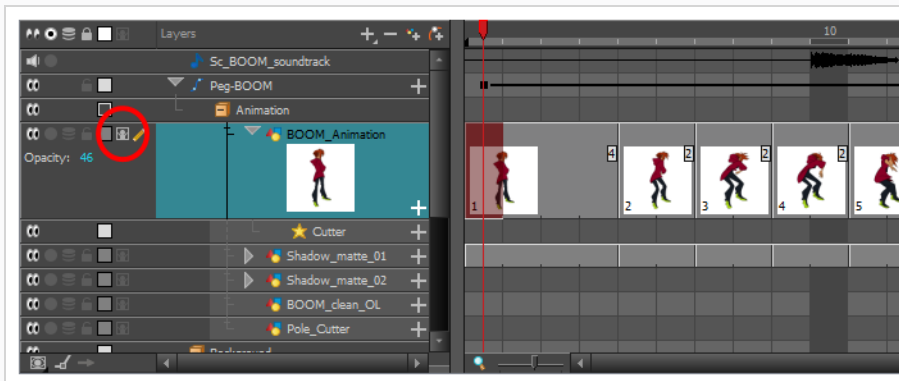 Layers
10
Sc_BOOM_soundtrack
Peg-BOOM
Animation
BOOM_Animation
Opacity: 46
4 2 2 2
1 2 3 4 5
Cutter
Shadow_matte_01
Shadow_matte_02
BOOM_clean_OL
Pole_Cutter
Background